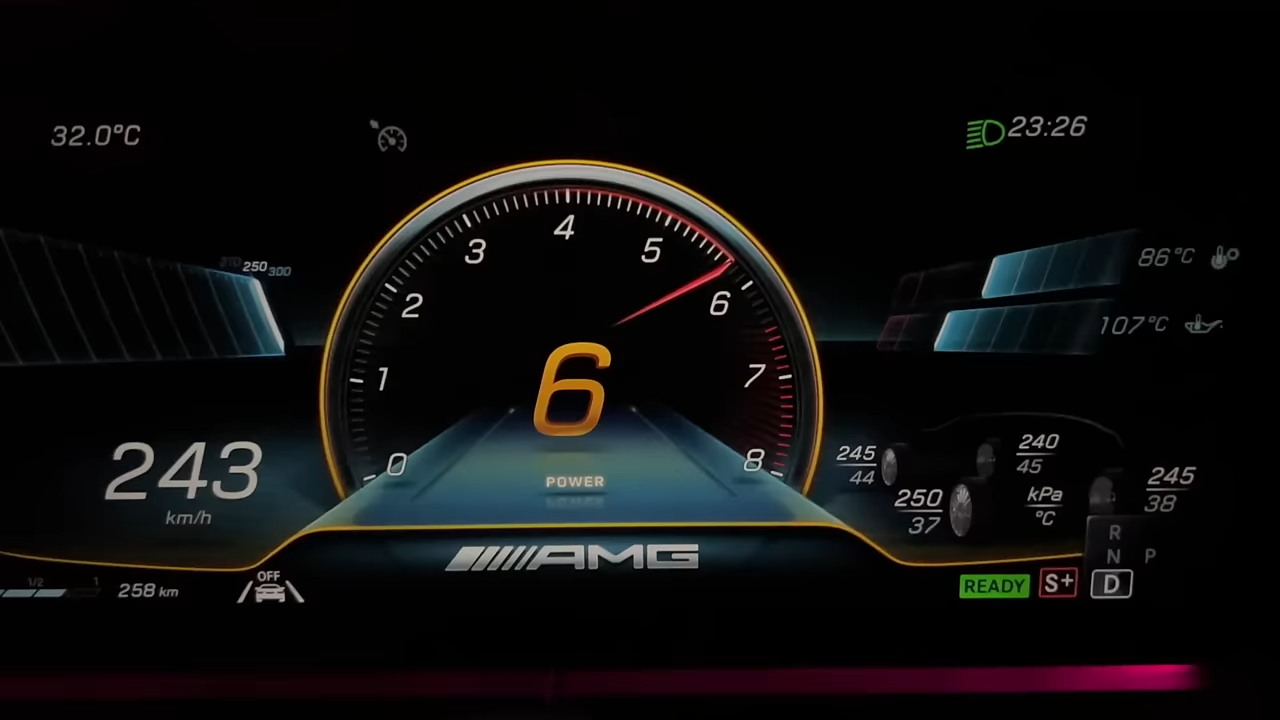 32.0°C
23:26
250 300
86°C
107°C
0 1 2 3 4 5 6 7 8
6
POWER
243
km/h
245
44
250
37
240
45
kPa
°C
245
38
R
N P
D
AMG
1/2 1
258 km
OFF
READY
S+